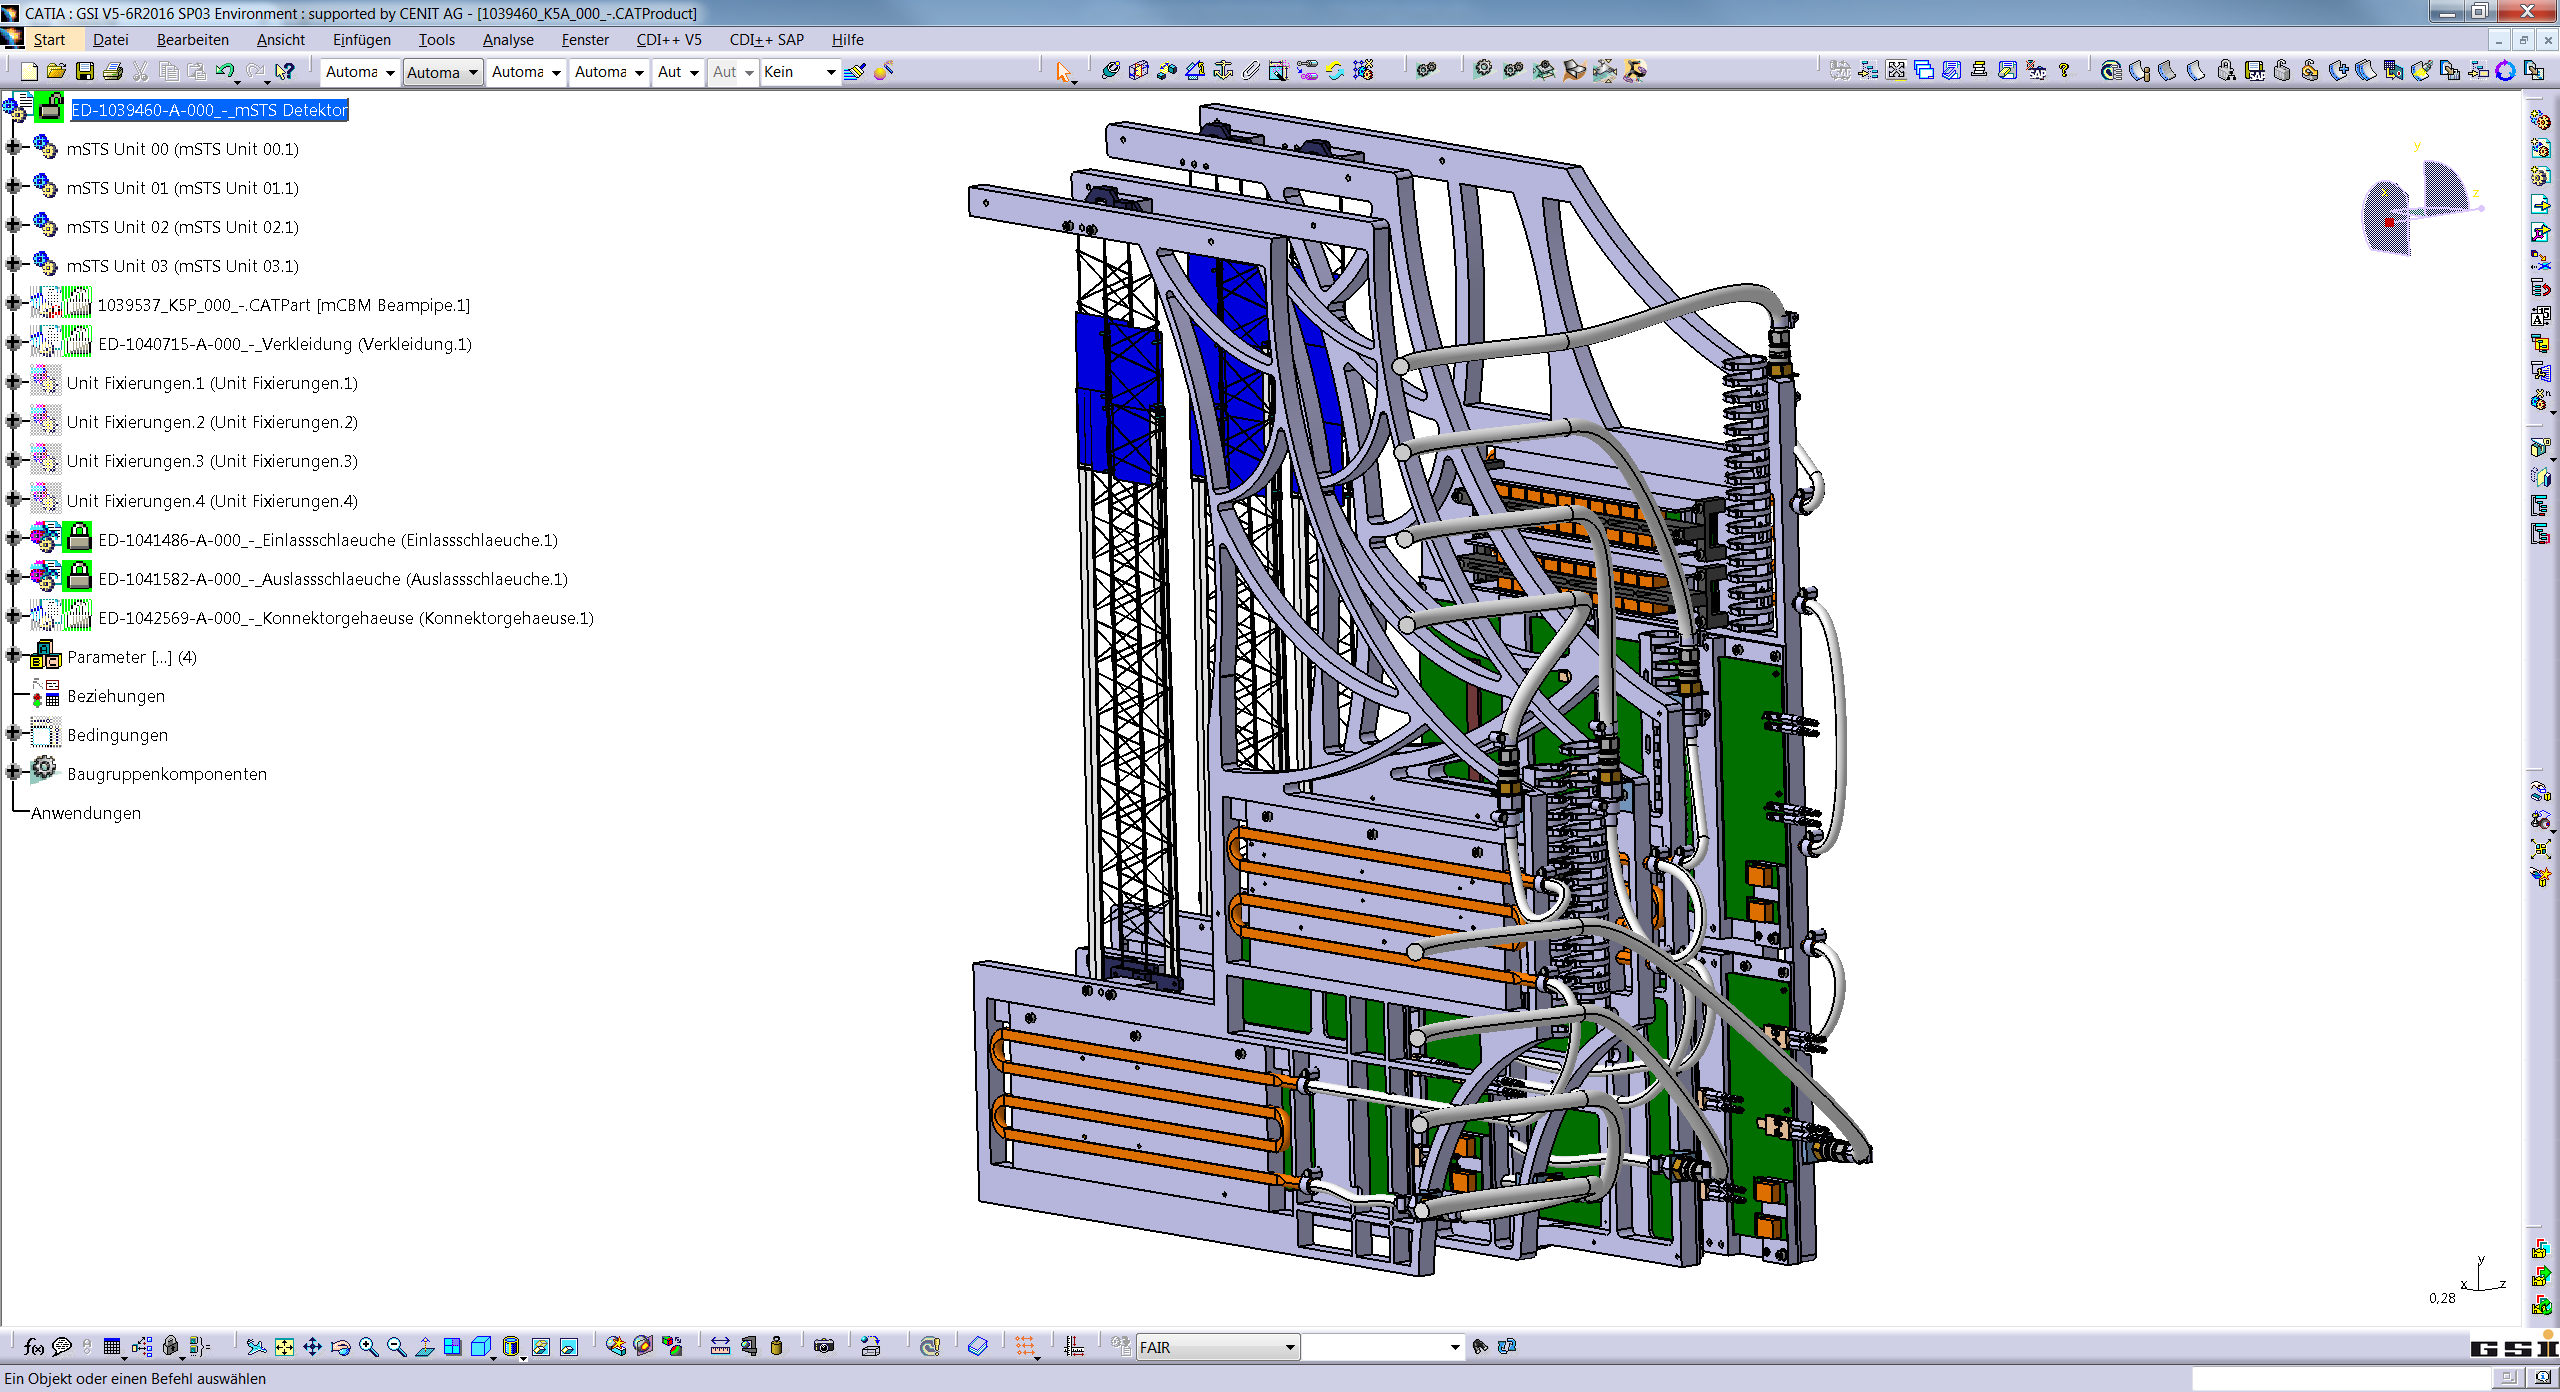 CATIA : GSI V5-6R2016 SP03 Environment : supported by CENIT AG - [1039460_K5A_000_-.CATProduct]
Start Datei Bearbeiten Ansicht Einfügen Tools Analyse Fenster CDI++ V5 CDI++ SAP Hilfe
Automa Automa Automa Automa Aut Aut Kein
ED-1039460-A-000_-_mSTS Detektor
mSTS Unit 00 (mSTS Unit 00.1)
mSTS Unit 01 (mSTS Unit 01.1)
mSTS Unit 02 (mSTS Unit 02.1)
mSTS Unit 03 (mSTS Unit 03.1)
1039537_K5P_000_-.CATPart [mCBM Beampipe.1]
ED-1040715-A-000_-_Verkleidung (Verkleidung.1)
Unit Fixierungen.1 (Unit Fixierungen.1)
Unit Fixierungen.2 (Unit Fixierungen.2)
Unit Fixierungen.3 (Unit Fixierungen.3)
Unit Fixierungen.4 (Unit Fixierungen.4)
ED-1041486-A-000_-_Einlassschlaeuche (Einlassschlaeuche.1)
ED-1041582-A-000_-_Auslassschlaeuche (Auslassschlaeuche.1)
ED-1042569-A-000_-_Konnektorgehaeuse (Konnektorgehaeuse.1)
Parameter [...] (4)
Beziehungen
Bedingungen
Baugruppenkomponenten
Anwendungen
y
z
y
x z
0,28
FAIR
GSI
Ein Objekt oder einen Befehl auswählen